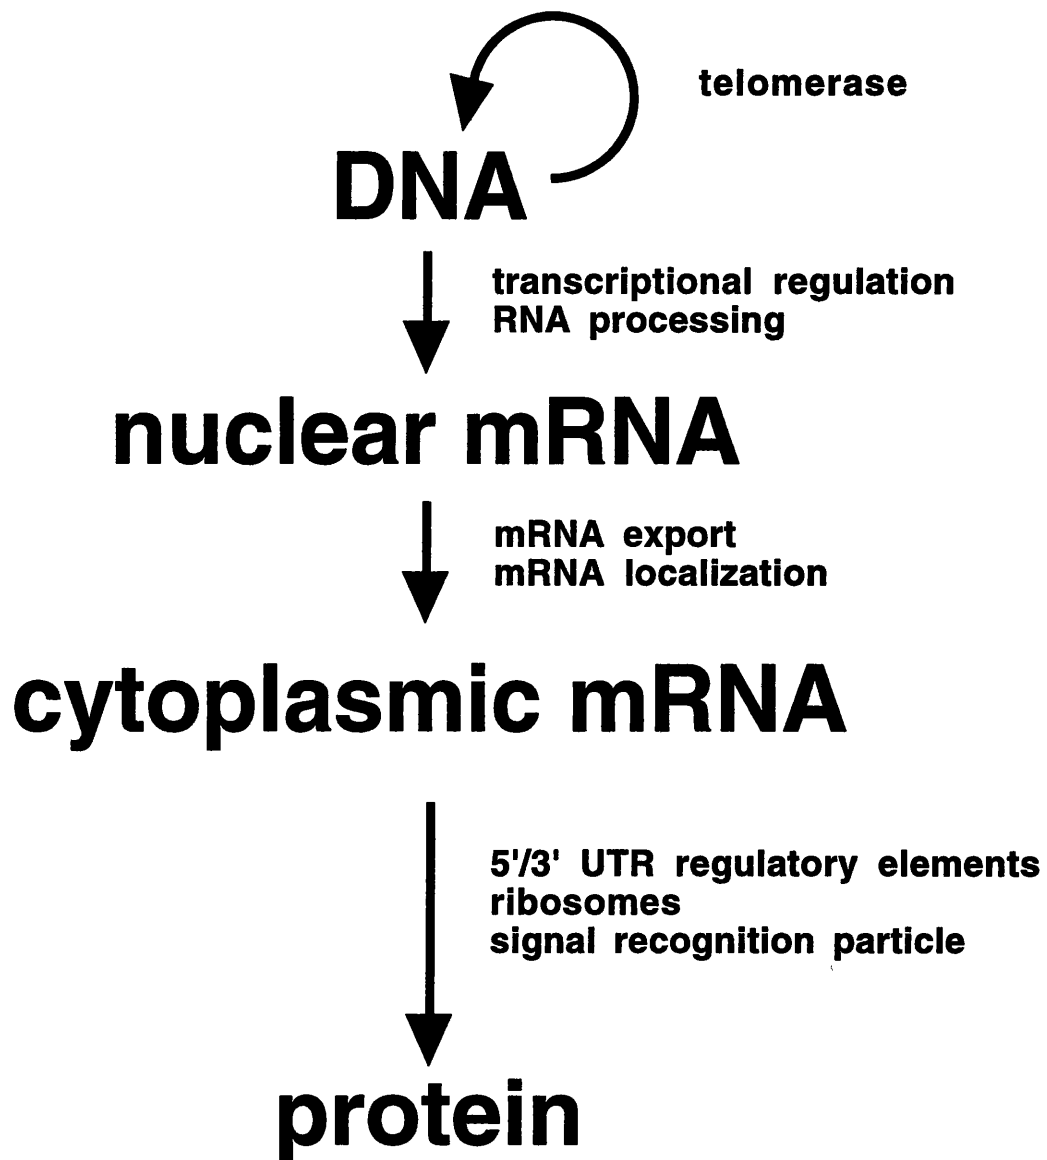 telomerase
DNA
transcriptional regulation
RNA processing
nuclear mRNA
mRNA export
mRNA localization
cytoplasmic mRNA
5'/3' UTR regulatory elements
ribosomes
signal recognition particle
protein